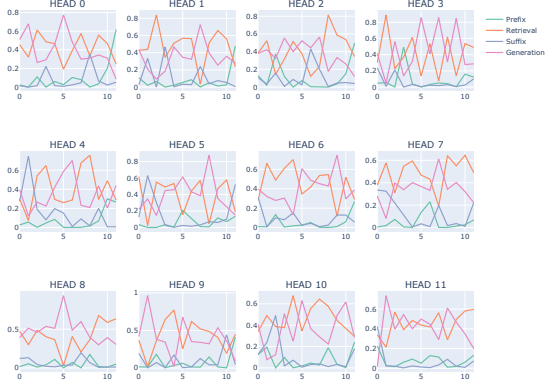 HEAD 0 HEAD 1 HEAD 2 HEAD 3
0.8 0.8 0.8 0.8
0.6 0.6 0.6 0.6
0.4 0.4 0.4 0.4
0.2 0.2 0.2 0.2
0 0 0 0
0 5 10 0 5 10 0 5 10 0 5 10
Prefix
Retrieval
Suffix
Generation
HEAD 4 HEAD 5 HEAD 6 HEAD 7
0.6 0.8 0.6 0.6
0.4 0.6 0.4 0.4
0.2 0.4 0.2 0.2
0 0.2 0 0
0
0 5 10 0 5 10 0 5 10 0 5 10
HEAD 8 HEAD 9 HEAD 10 HEAD 11
0.5 1 0.6 0.6
0 0.5 0.4 0.4
0 0.2 0.2
0 0
0 5 10 0 5 10 0 5 10 0 5 10